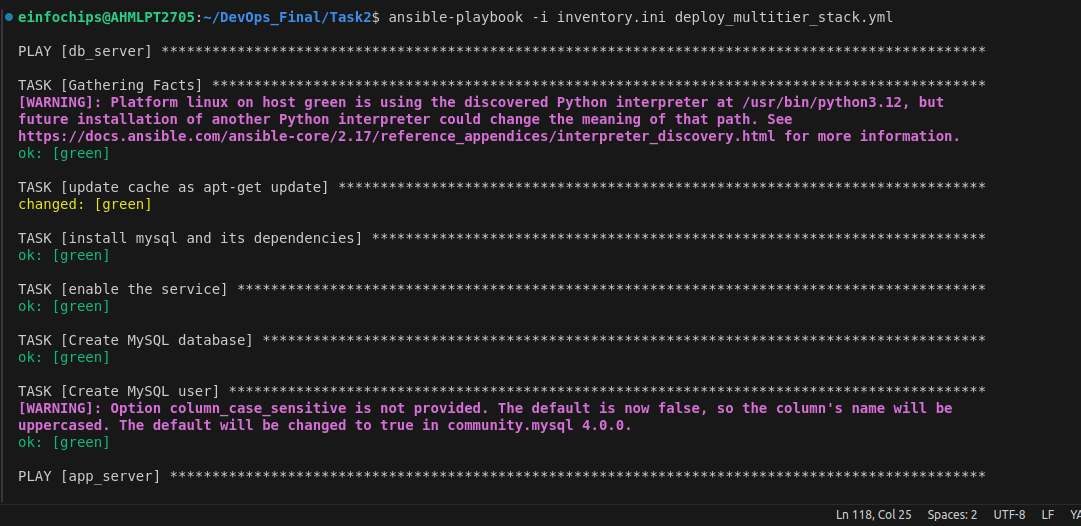 einfochips@AHMLPT2705:~/DevOps_Final/Task2$ ansible-playbook -i inventory.ini deploy_multitier_stack.yml
PLAY [db_server] **************************************************************************************************
TASK [Gathering Facts] ********************************************************************************************
[WARNING]: Platform linux on host green is using the discovered Python interpreter at /usr/bin/python3.12, but
future installation of another Python interpreter could change the meaning of that path. See
https://docs.ansible.com/ansible-core/2.17/reference_appendices/interpreter_discovery.html for more information.
ok: [green]
TASK [update cache as apt-get update] *****************************************************************************
changed: [green]
TASK [install mysql and its dependencies] *************************************************************************
ok: [green]
TASK [enable the service] *****************************************************************************************
ok: [green]
TASK [Create MySQL database] **************************************************************************************
ok: [green]
TASK [Create MySQL user] ******************************************************************************************
[WARNING]: Option column_case_sensitive is not provided. The default is now false, so the column's name will be
uppercased. The default will be changed to true in community.mysql 4.0.0.
ok: [green]
PLAY [app_server] *************************************************************************************************
Ln 118, Col 25 Spaces: 2 UTF-8 LF YA